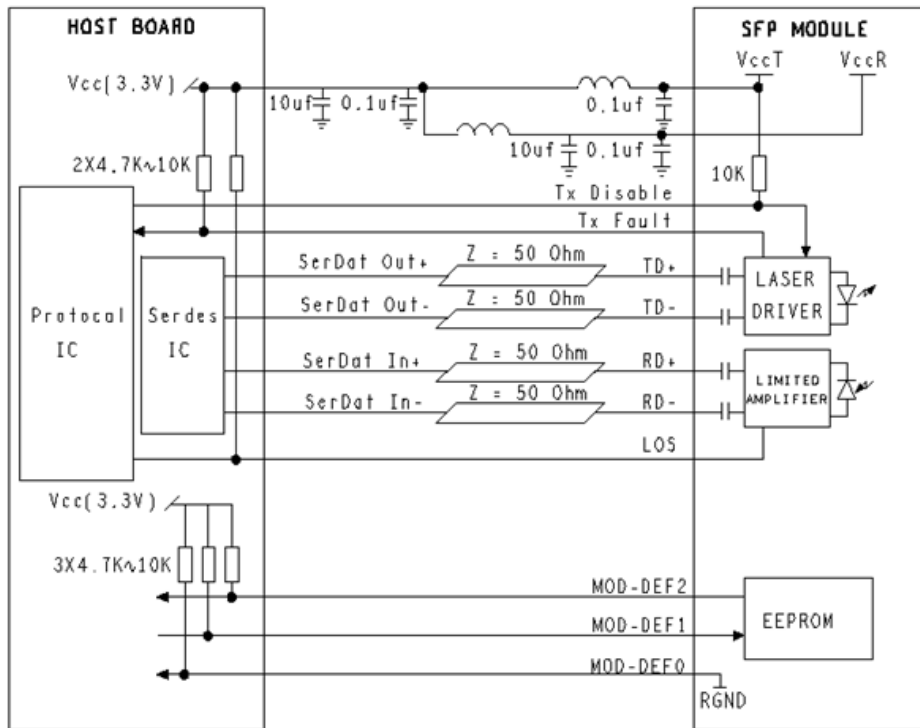 HOST BOARD
SFP MODULE
VccT
VccR
Vcc(3.3V)
10uf
0.1uf
0.1uf
10uf
0.1uf
2X4.7K~10K
10K
Tx Disable
Tx Fault
Protocal
IC
Serdes
IC
SerDat Out+
Z = 50 Ohm
TD+
SerDat Out-
Z = 50 Ohm
TD-
LASER
DRIVER
SerDat In+
Z = 50 Ohm
RD+
SerDat In-
Z = 50 Ohm
RD-
LIMITED
AMPLIFIER
LOS
Vcc(3.3V)
3X4.7K~10K
MOD-DEF2
MOD-DEF1
MOD-DEF0
EEPROM
RGND